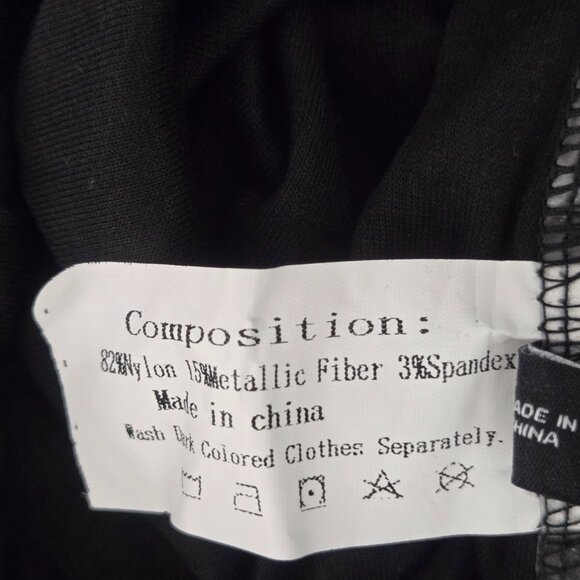 Composition:
82%Nylon 15%Metallic Fiber 3%Spandex
Made in china
Wash Dark Colored Clothes Separately.
ADE IN
HINA